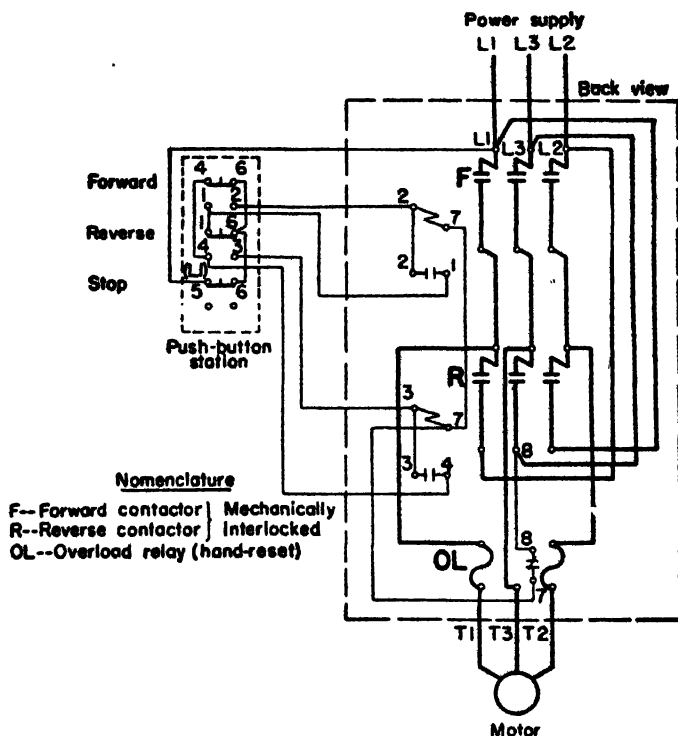 Power supply
L1 L3 L2
Back view
L1 L3 L2
F
Forward
4 6
1 2
Reverse
1 6
4 3
Stop
5 6
Push-button
station
2
7
2 1
R
3
7
3 4
8
Nomenclature
F--Forward contactor } Mechanically
R--Reverse contactor } Interlocked
OL--Overload relay (hand-reset)
OL
8
7
T1 T3 T2
Motor